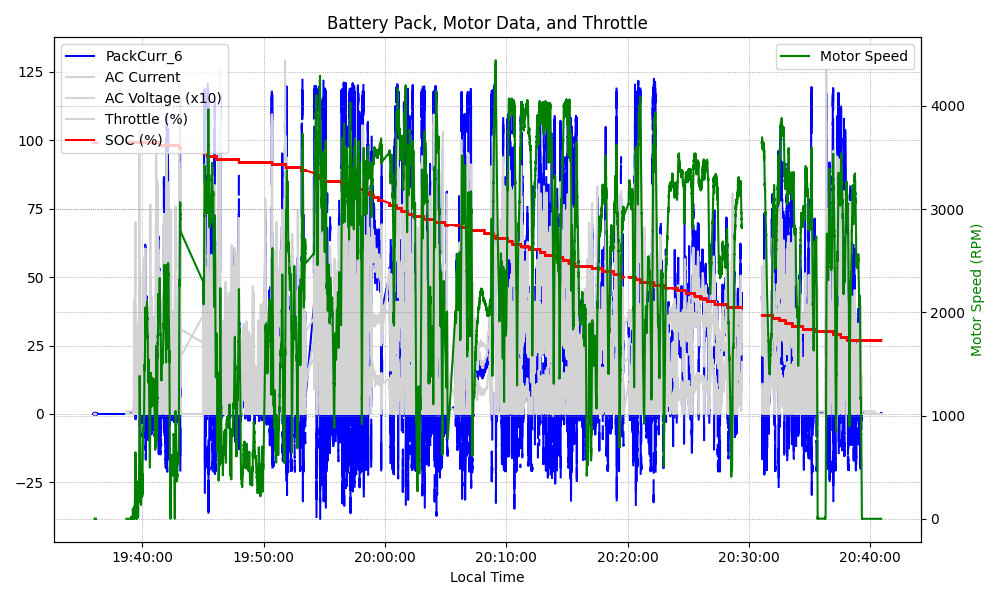 Battery Pack, Motor Data, and Throttle
PackCurr_6
AC Current
AC Voltage (x10)
Throttle (%)
SOC (%)
Motor Speed
125
100
75
50
25
0
−25
4000
3000
2000
1000
0
Motor Speed (RPM)
19:40:00
19:50:00
20:00:00
20:10:00
20:20:00
20:30:00
20:40:00
Local Time